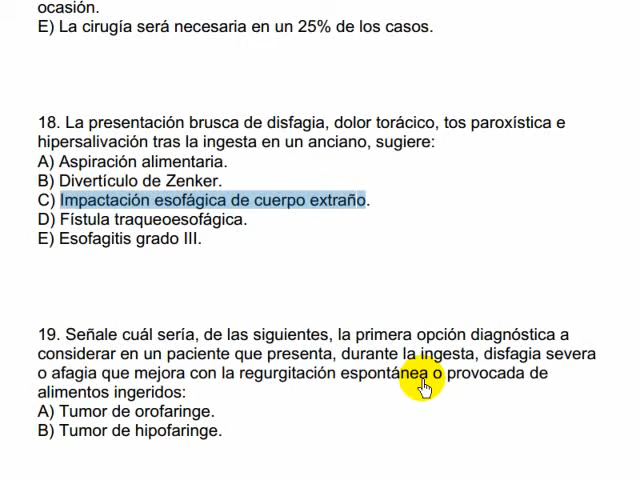 ocasión.
E) La cirugía será necesaria en un 25% de los casos.
18. La presentación brusca de disfagia, dolor torácico, tos paroxística e
hipersalivación tras la ingesta en un anciano, sugiere:
A) Aspiración alimentaria.
B) Divertículo de Zenker.
C) Impactación esofágica de cuerpo extraño.
D) Fístula traqueoesofágica.
E) Esofagitis grado III.
19. Señale cuál sería, de las siguientes, la primera opción diagnóstica a
considerar en un paciente que presenta, durante la ingesta, disfagia severa
o afagia que mejora con la regurgitación espontánea o provocada de
alimentos ingeridos:
A) Tumor de orofaringe.
B) Tumor de hipofaringe.